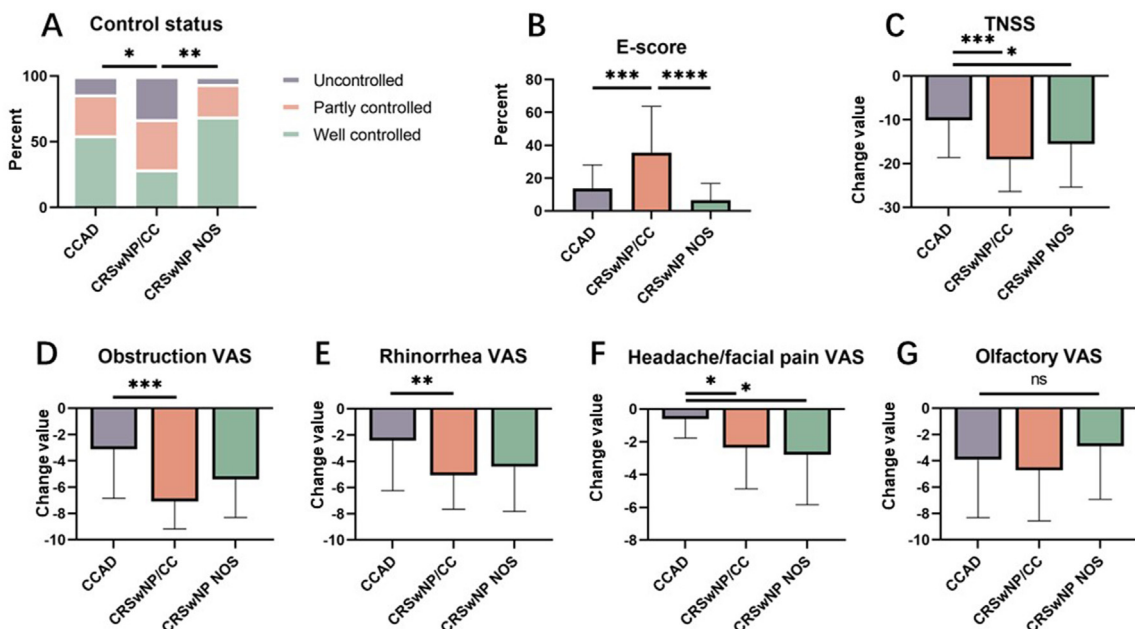 A
Control status
*
**
100
50
0
Percent
CCAD
CRSwNP/CC
CRSwNP NOS
Uncontrolled
Partly controlled
Well controlled
B
E-score
***
****
80
60
40
20
0
Percent
CCAD
CRSwNP/CC
CRSwNP NOS
C
TNSS
***
*
0
-10
-20
-30
Change value
CCAD
CRSwNP/CC
CRSwNP NOS
D
Obstruction VAS
***
0
-2
-4
-6
-8
-10
Change value
CCAD
CRSwNP/CC
CRSwNP NOS
E
Rhinorrhea VAS
**
0
-2
-4
-6
-8
-10
Change value
CCAD
CRSwNP/CC
CRSwNP NOS
F
Headache/facial pain VAS
*
*
0
-2
-4
-6
-8
Change value
CCAD
CRSwNP/CC
CRSwNP NOS
G
Olfactory VAS
ns
0
-2
-4
-6
-8
-10
Change value
CCAD
CRSwNP/CC
CRSwNP NOS